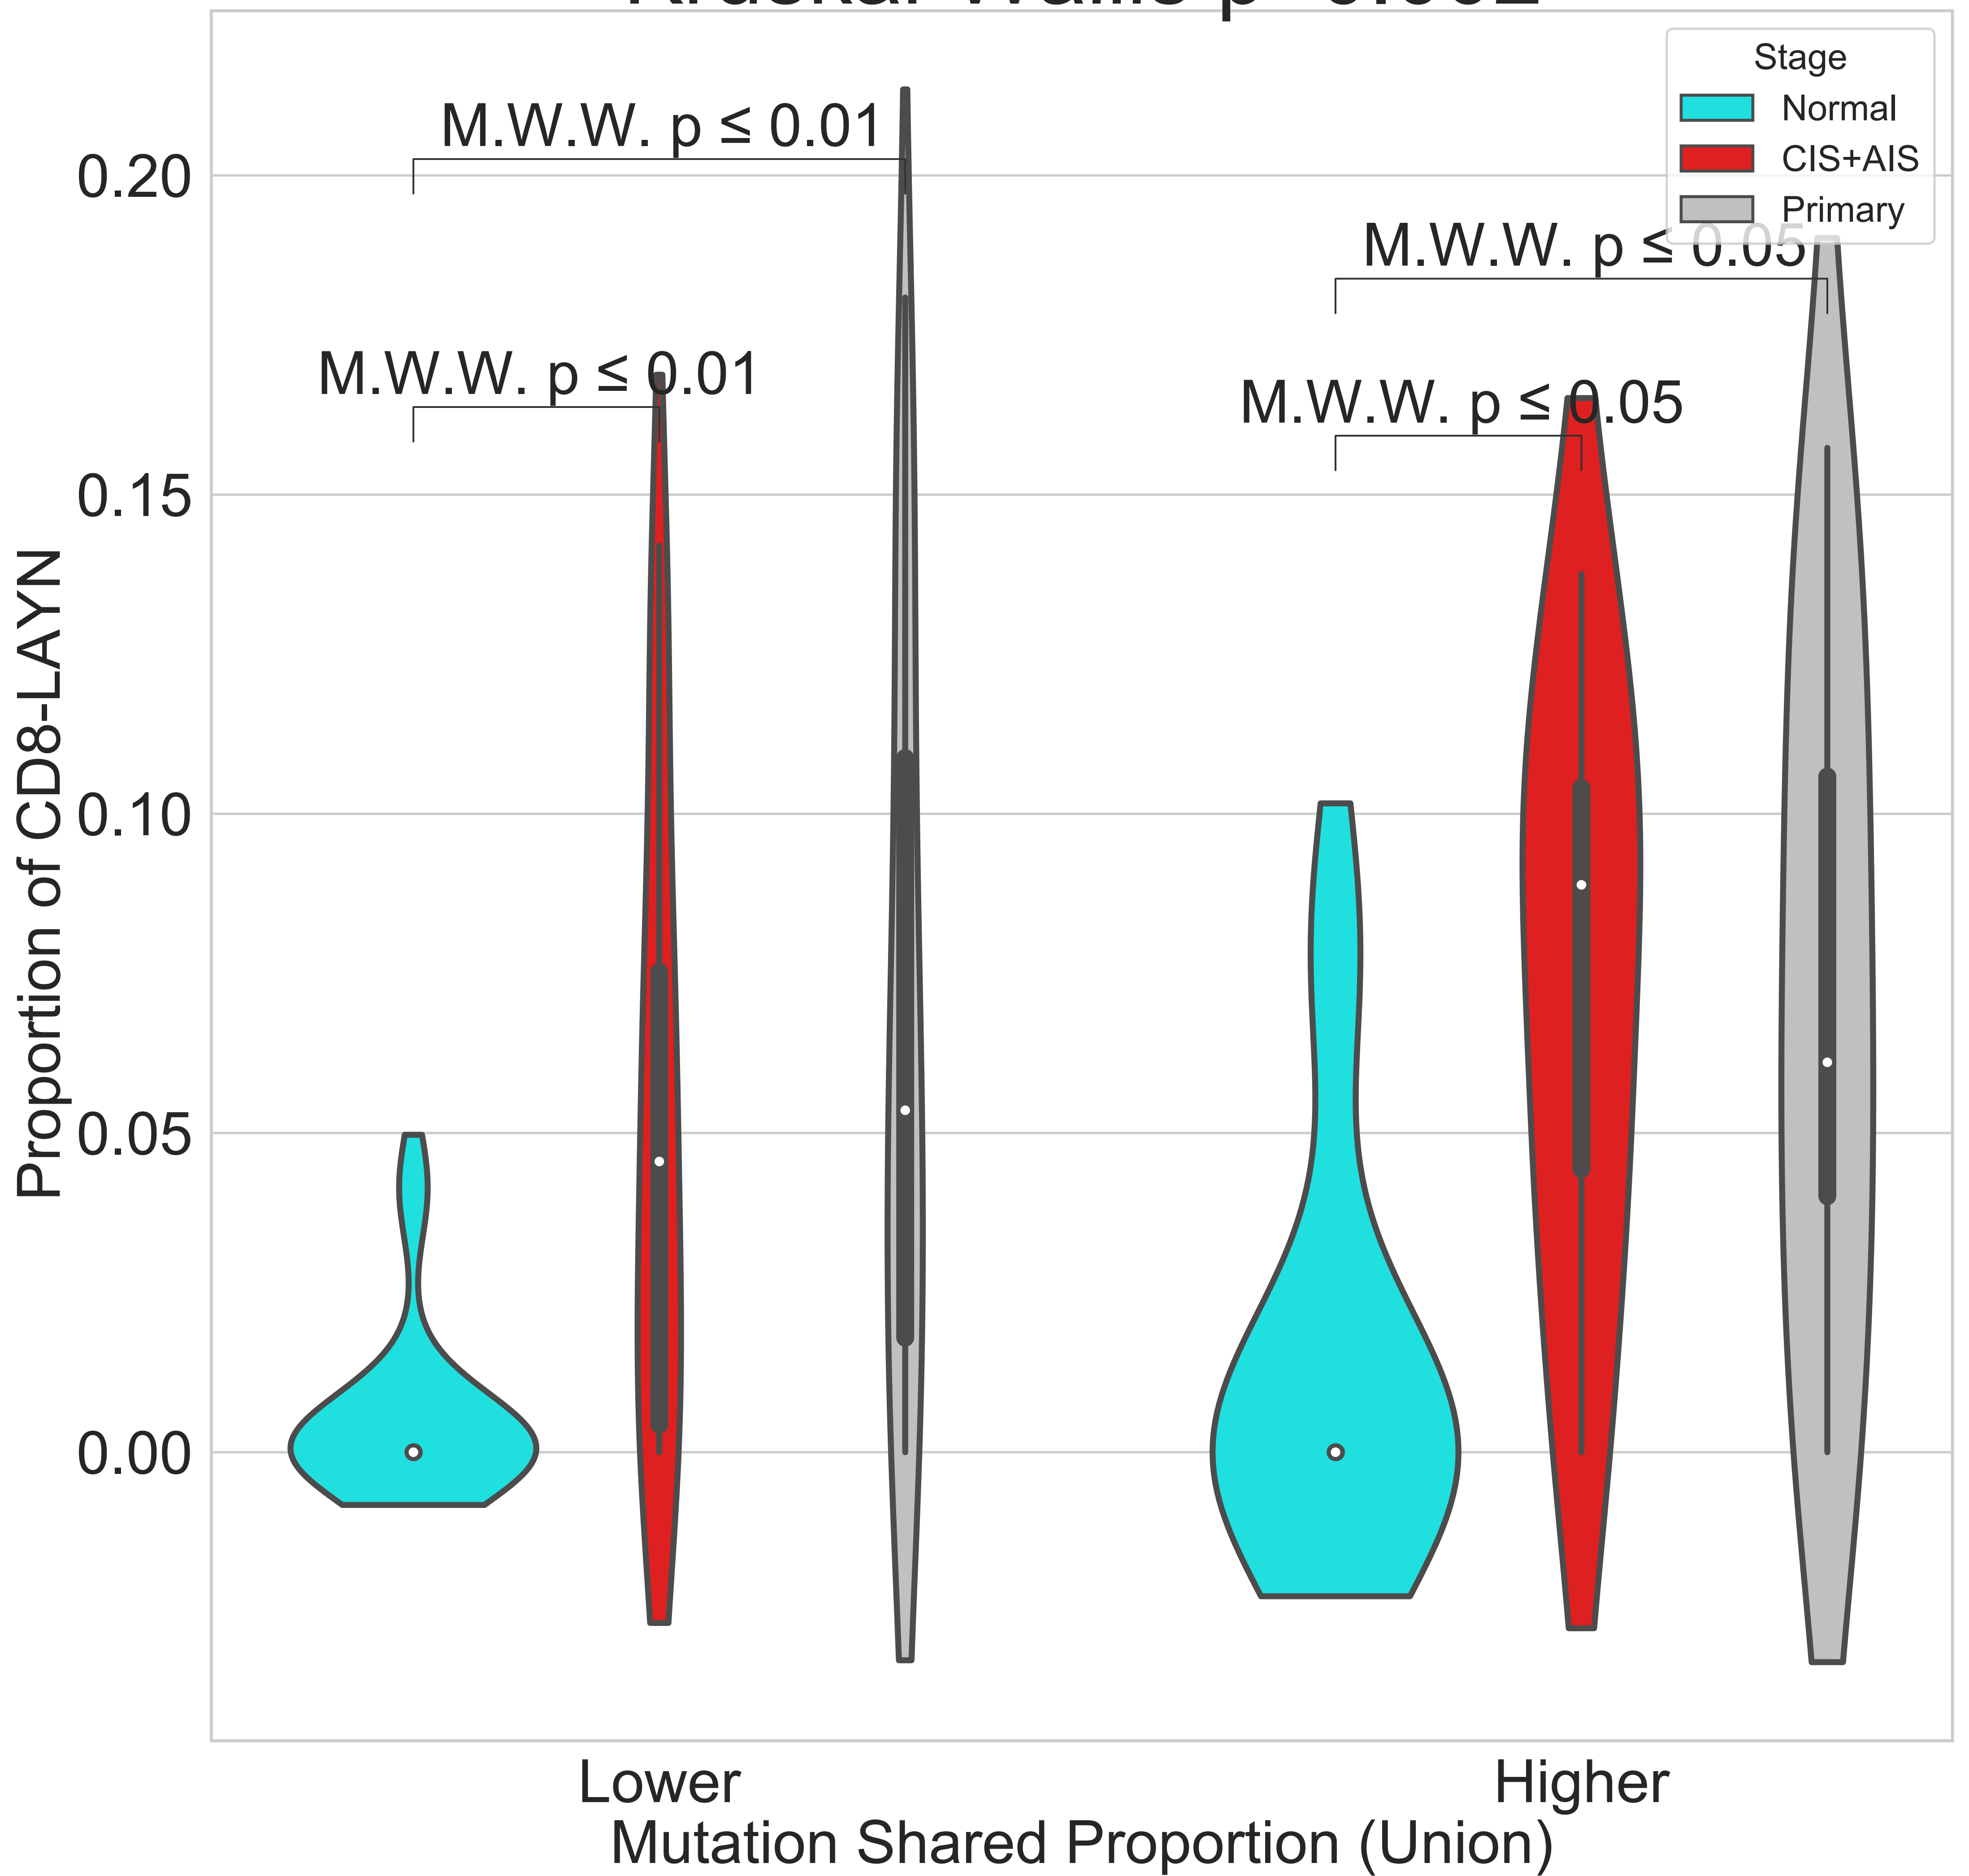 Stage
Normal
CIS+AIS
Primary
M.W.W. p ≤ 0.01
M.W.W. p ≤ 0.05
M.W.W. p ≤ 0.01
M.W.W. p ≤ 0.05
0.20
0.15
0.10
0.05
0.00
Proportion of CD8-LAYN
Lower
Higher
Mutation Shared Proportion (Union)